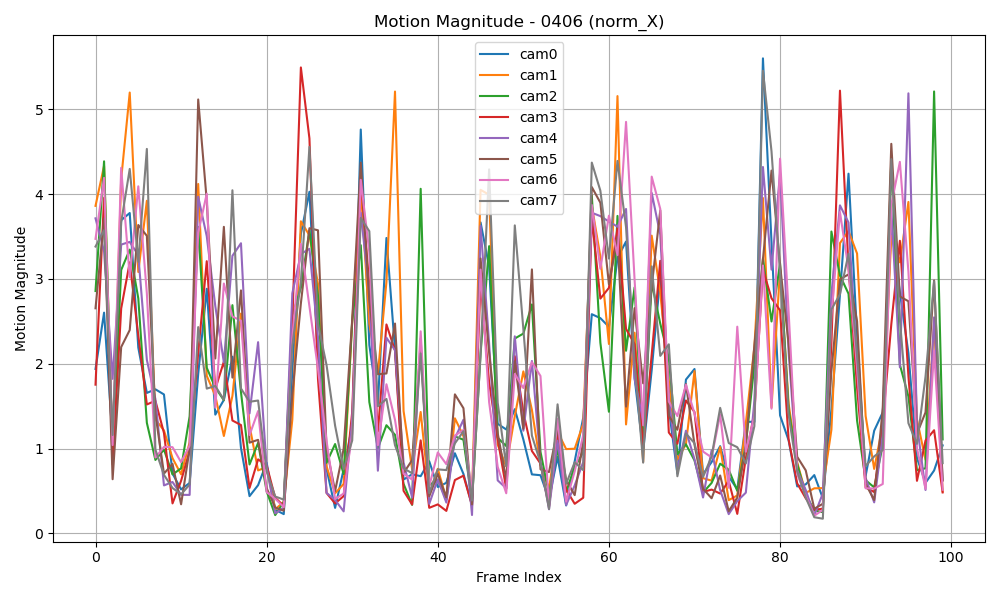 Motion Magnitude - 0406 (norm_X)
cam0
cam1
cam2
cam3
cam4
cam5
cam6
cam7
Motion Magnitude
5
4
3
2
1
0
0 20 40 60 80 100
Frame Index